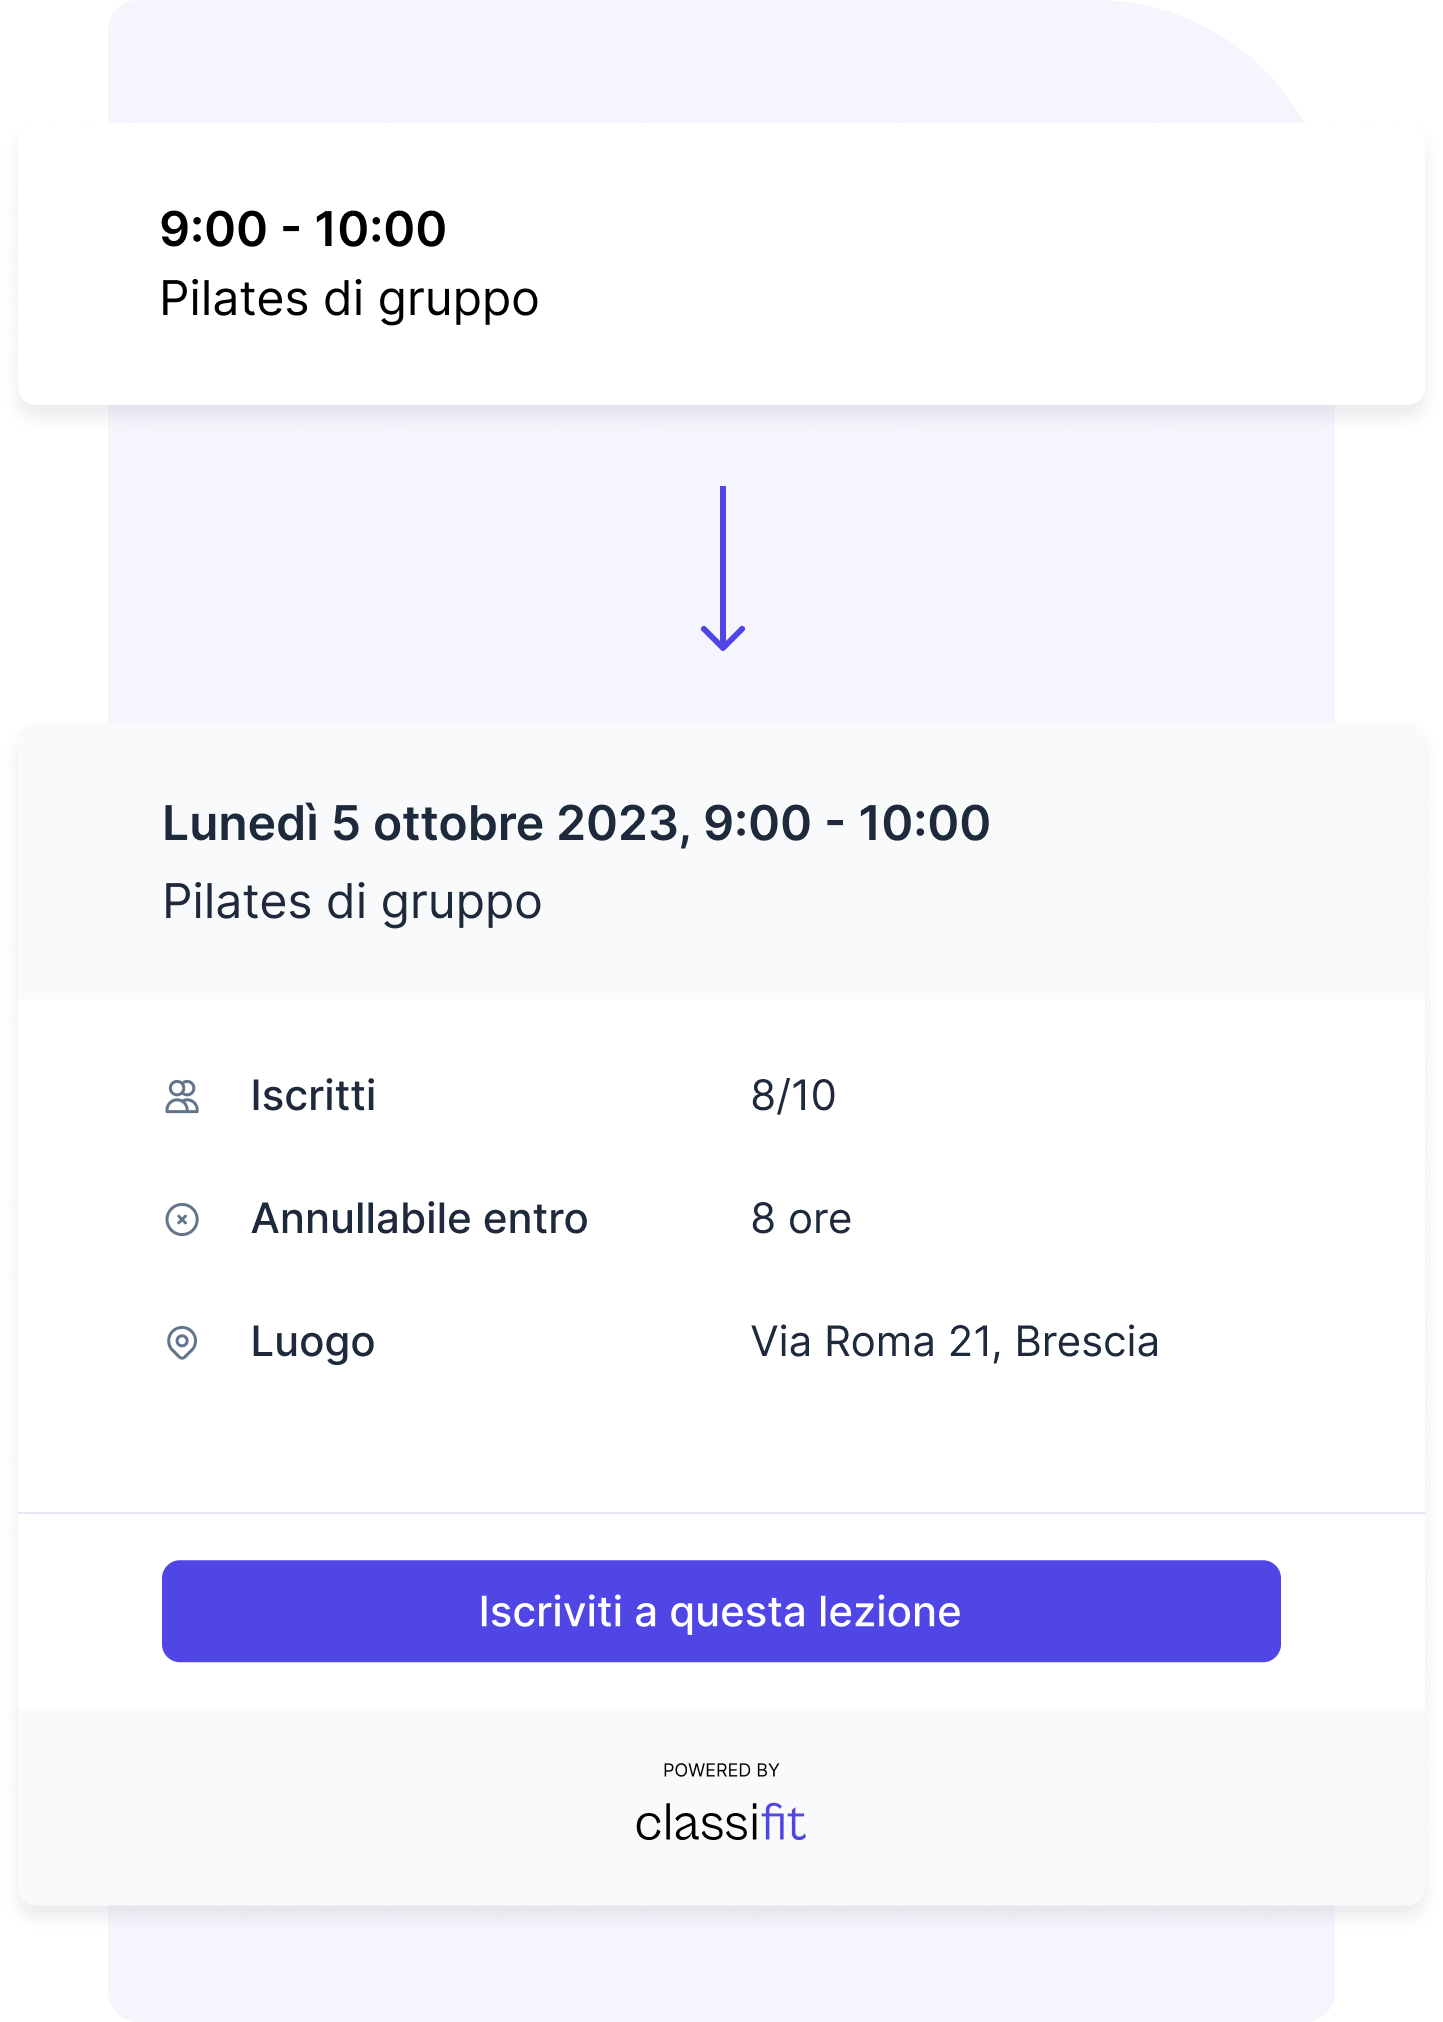 9:00 - 10:00
Pilates di gruppo
Lunedì 5 ottobre 2023, 9:00 - 10:00
Pilates di gruppo
Iscritti 8/10
Annullabile entro 8 ore
Luogo Via Roma 21, Brescia
Iscriviti a questa lezione
POWERED BY
classifit